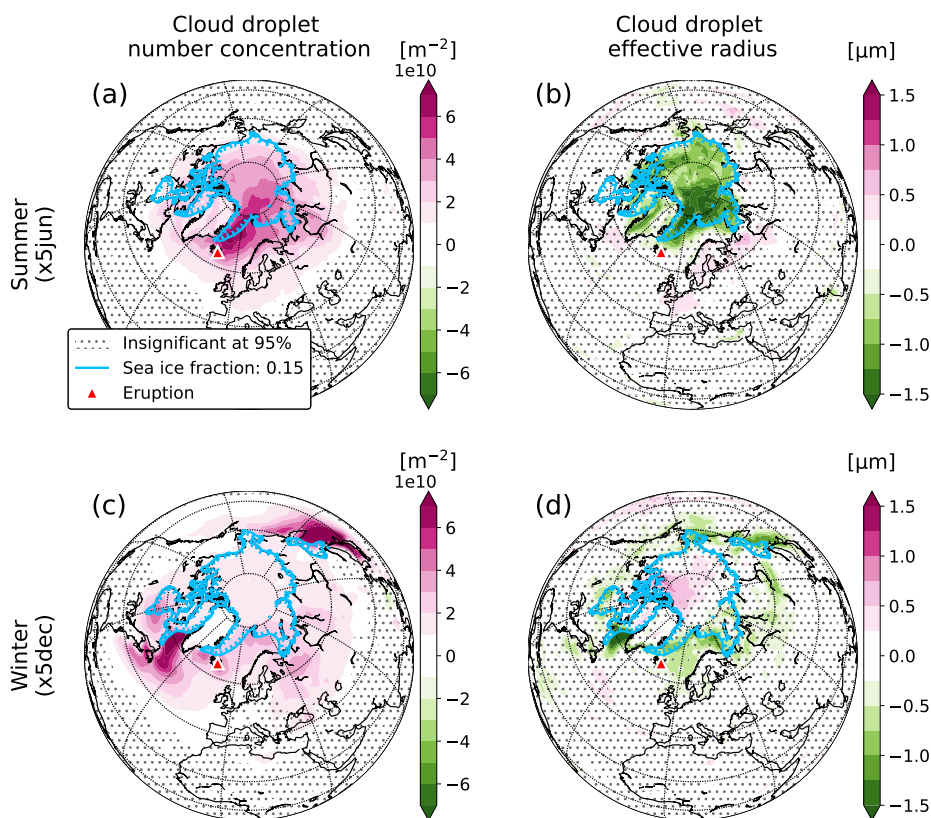 Cloud droplet
number concentration
Cloud droplet
effective radius
[m⁻²]
1e10
[µm]
(a)
6
4
2
0
−2
−4
−6
(b)
1.5
1.0
0.5
0.0
−0.5
−1.0
−1.5
Summer
(x5jun)
Insignificant at 95%
Sea ice fraction: 0.15
Eruption
[m⁻²]
1e10
[µm]
(c)
6
4
2
0
−2
−4
−6
(d)
1.5
1.0
0.5
0.0
−0.5
−1.0
−1.5
Winter
(x5dec)